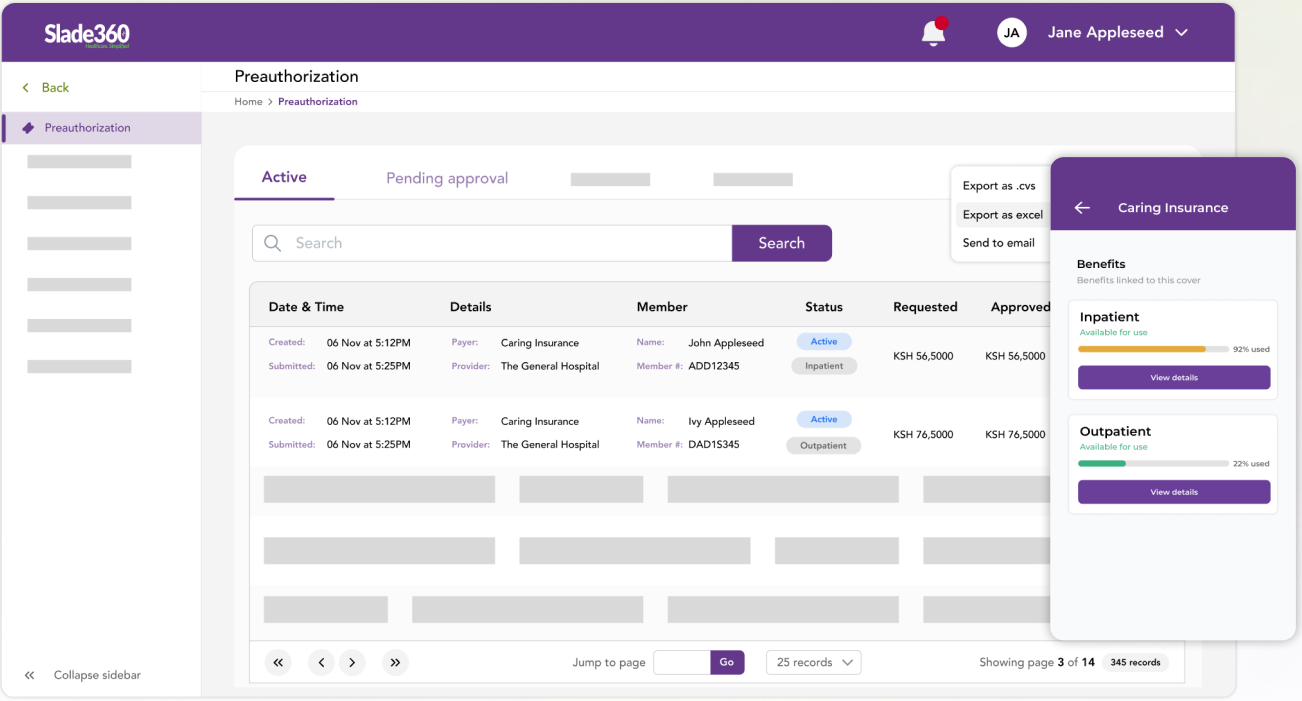 Slade360
Healthcare. Simplified
JA
Jane Appleseed
Back
Preauthorization
Preauthorization
Home > Preauthorization
Active
Pending approval
Search
Search
Export as .cvs
Export as excel
Send to email
Date & Time Details Member Status Requested Approved
Created: 06 Nov at 5:12PM Payer: Caring Insurance Name: John Appleseed Active
KSH 56,5000 KSH 56,5000
Submitted: 06 Nov at 5:25PM Provider: The General Hospital Member #: ADD12345 Inpatient
Created: 06 Nov at 5:12PM Payer: Caring Insurance Name: Ivy Appleseed Active
KSH 76,5000 KSH 76,5000
Submitted: 06 Nov at 5:25PM Provider: The General Hospital Member #: DAD1S345 Outpatient
Jump to page Go 25 records Showing page 3 of 14 345 records
Collapse sidebar
Caring Insurance
Benefits
Benefits linked to this cover
Inpatient
Available for use
92% used
View details
Outpatient
Available for use
22% used
View details